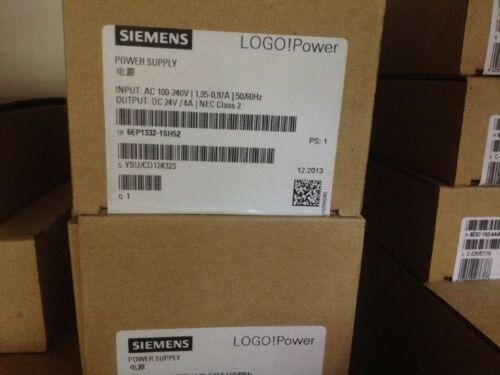 SIEMENS LOGO!Power
POWER SUPPLY
电源
INPUT: AC 100-240V | 1,95-0,97A | 50/60Hz
OUTPUT: DC 24V / 4A | NEC Class 2
1P 6EP1332-1SH52
PS: 1
S YSU/CD124323
12.2013
Q 1
SIEMENS LOGO!Power
POWER SUPPLY
电源